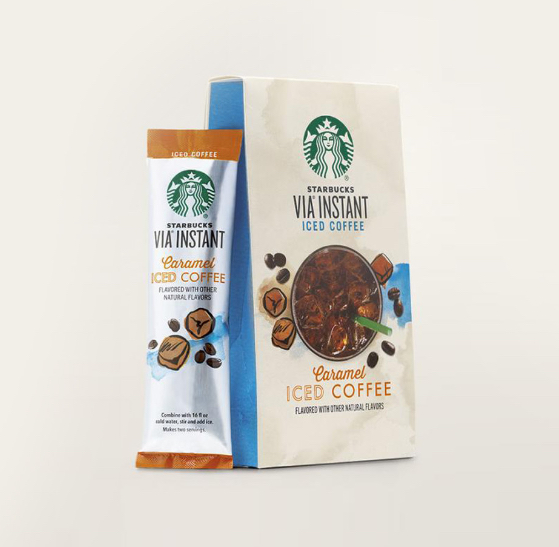 ICED COFFEE
STARBUCKS
VIA® INSTANT
Caramel
ICED COFFEE
FLAVORED WITH OTHER
NATURAL FLAVORS
Combine with 16 fl oz
cold water, stir and add ice.
Makes two servings.
STARBUCKS
VIA® INSTANT
ICED COFFEE
Caramel
ICED COFFEE
FLAVORED WITH OTHER NATURAL FLAVORS